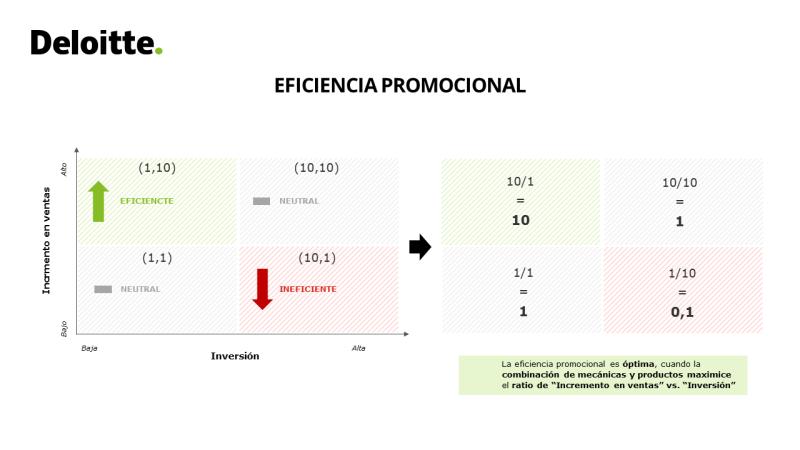 Deloitte.
EFICIENCIA PROMOCIONAL
Incrmento en ventas
Alto
Bajo
(1,10)
EFICIENCTE
(10,10)
NEUTRAL
(1,1)
NEUTRAL
(10,1)
INEFICIENTE
Baja
Alta
Inversión
10/1
=
10
10/10
=
1
1/1
=
1
1/10
=
0,1
La eficiencia promocional es óptima, cuando la
combinación de mecánicas y productos maximice
el ratio de “Incremento en ventas” vs. “Inversión”